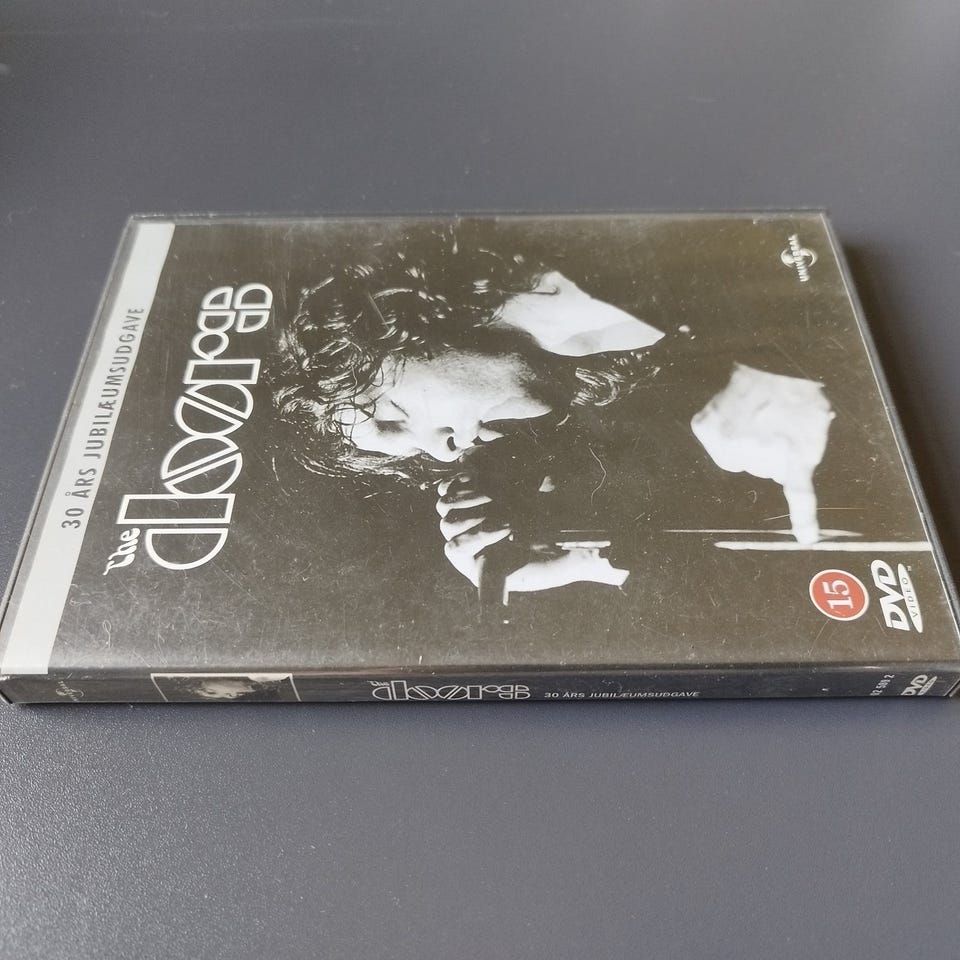 30 ÅRS JUBILÆUMSUDGAVE
the
doors
UNIVERSAL
15
DVD
VIDEO
the
doors
30 ÅRS JUBILÆUMSUDGAVE
DVD